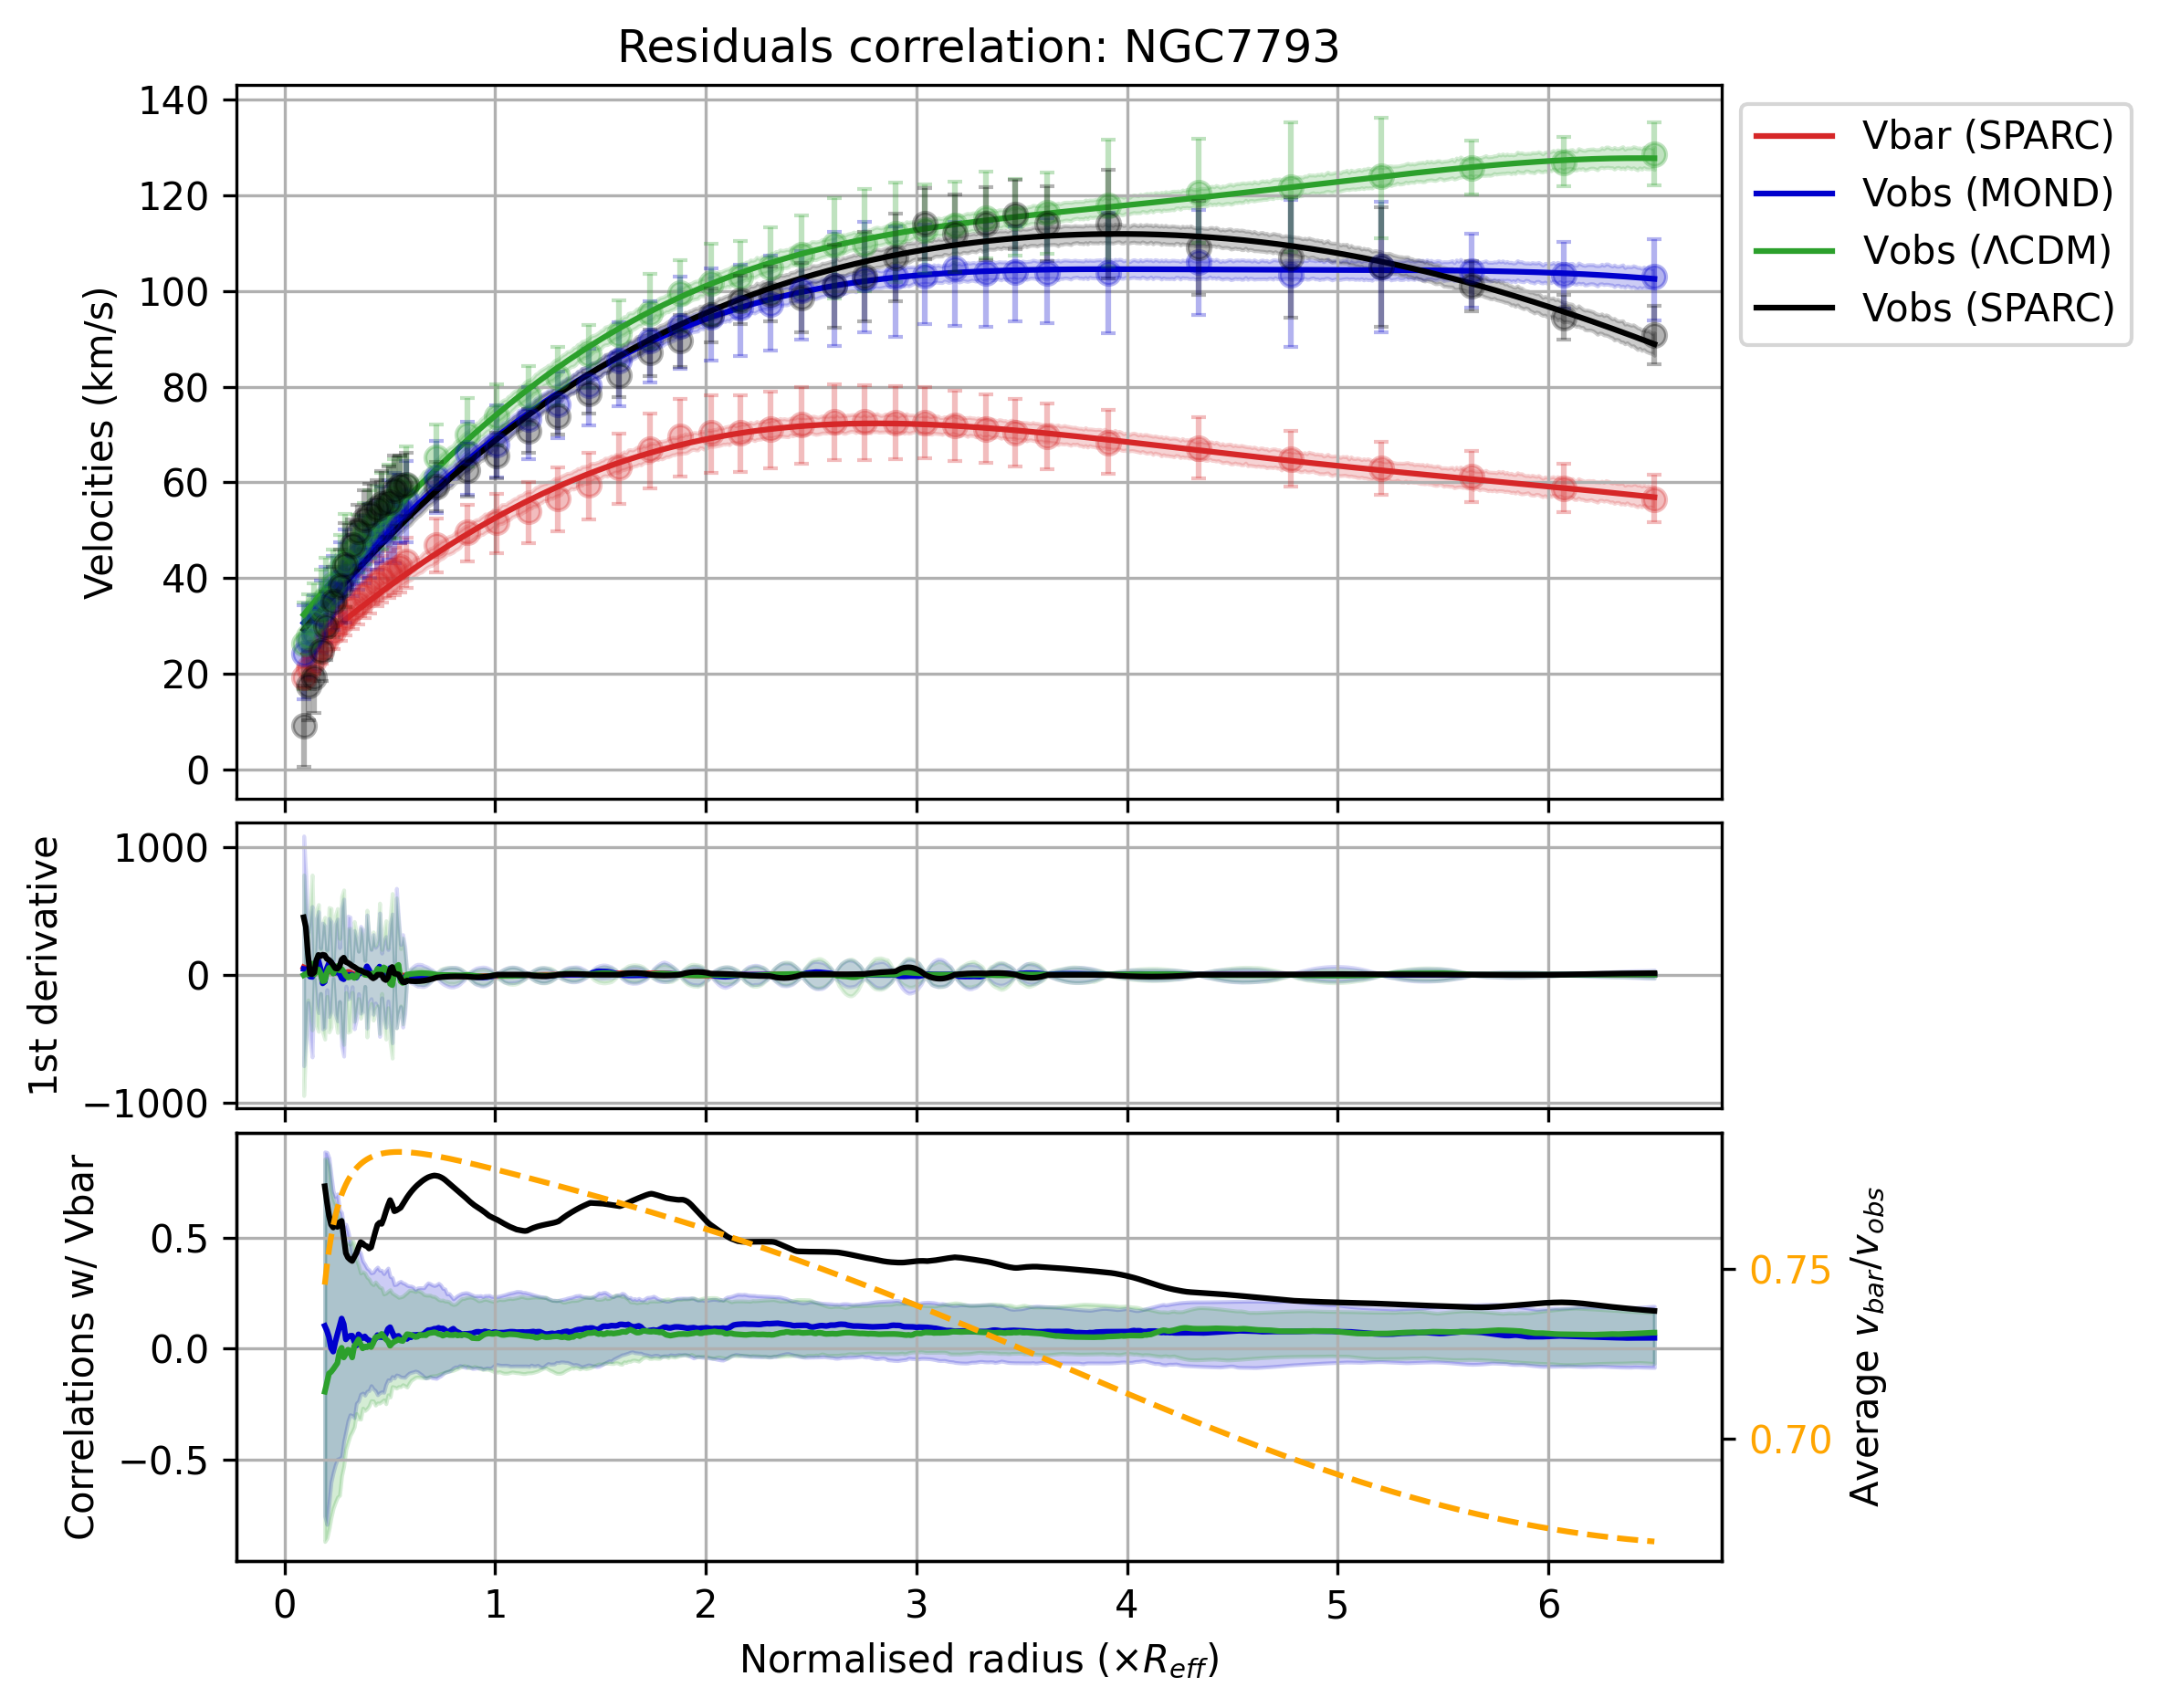 Residuals correlation: NGC7793
140
120
100
80
60
40
20
0
Velocities (km/s)
Vbar (SPARC)
Vobs (MOND)
Vobs (ΛCDM)
Vobs (SPARC)
1000
0
−1000
1st derivative
0.5
0.0
−0.5
Correlations w/ Vbar
0.75
0.70
Average v_bar/v_obs
0 1 2 3 4 5 6
Normalised radius (×R_eff)